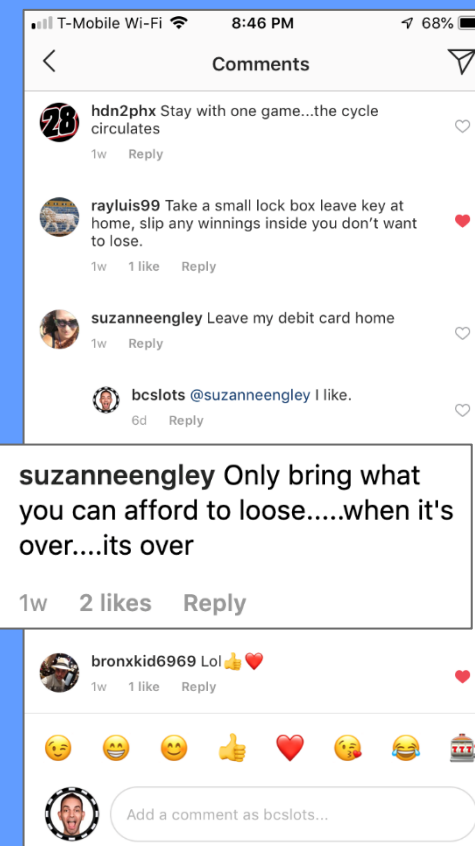 T-Mobile Wi-Fi 8:46 PM 68%
Comments
28
hdn2phx Stay with one game...the cycle
circulates
1w Reply
rayluis99 Take a small lock box leave key at
home, slip any winnings inside you don’t want
to lose.
1w 1 like Reply
suzanneengley Leave my debit card home
1w Reply
bcslots @suzanneengley I like.
6d Reply
suzanneengley Only bring what
you can afford to loose.....when it's
over....its over
1w 2 likes Reply
bronxkid6969 Lol👍❤️
1w 1 like Reply
😉 😁 😊 👍 ❤️ 😘 😂 🎰
Add a comment as bcslots...